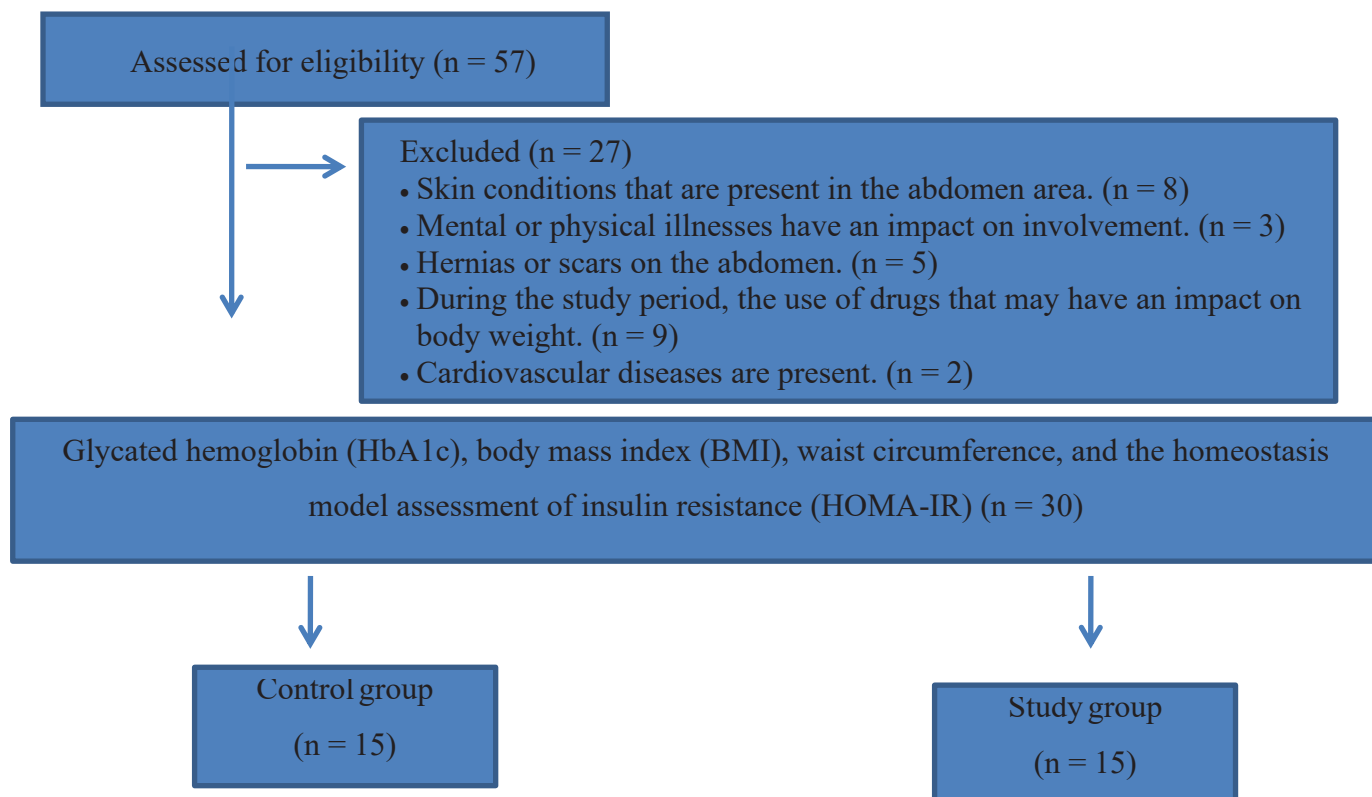 Assessed for eligibility (n = 57)
Excluded (n = 27)
• Skin conditions that are present in the abdomen area. (n = 8)
• Mental or physical illnesses have an impact on involvement. (n = 3)
• Hernias or scars on the abdomen. (n = 5)
• During the study period, the use of drugs that may have an impact on
body weight. (n = 9)
• Cardiovascular diseases are present. (n = 2)
Glycated hemoglobin (HbA1c), body mass index (BMI), waist circumference, and the homeostasis
model assessment of insulin resistance (HOMA-IR) (n = 30)
Control group
(n = 15)
Study group
(n = 15)